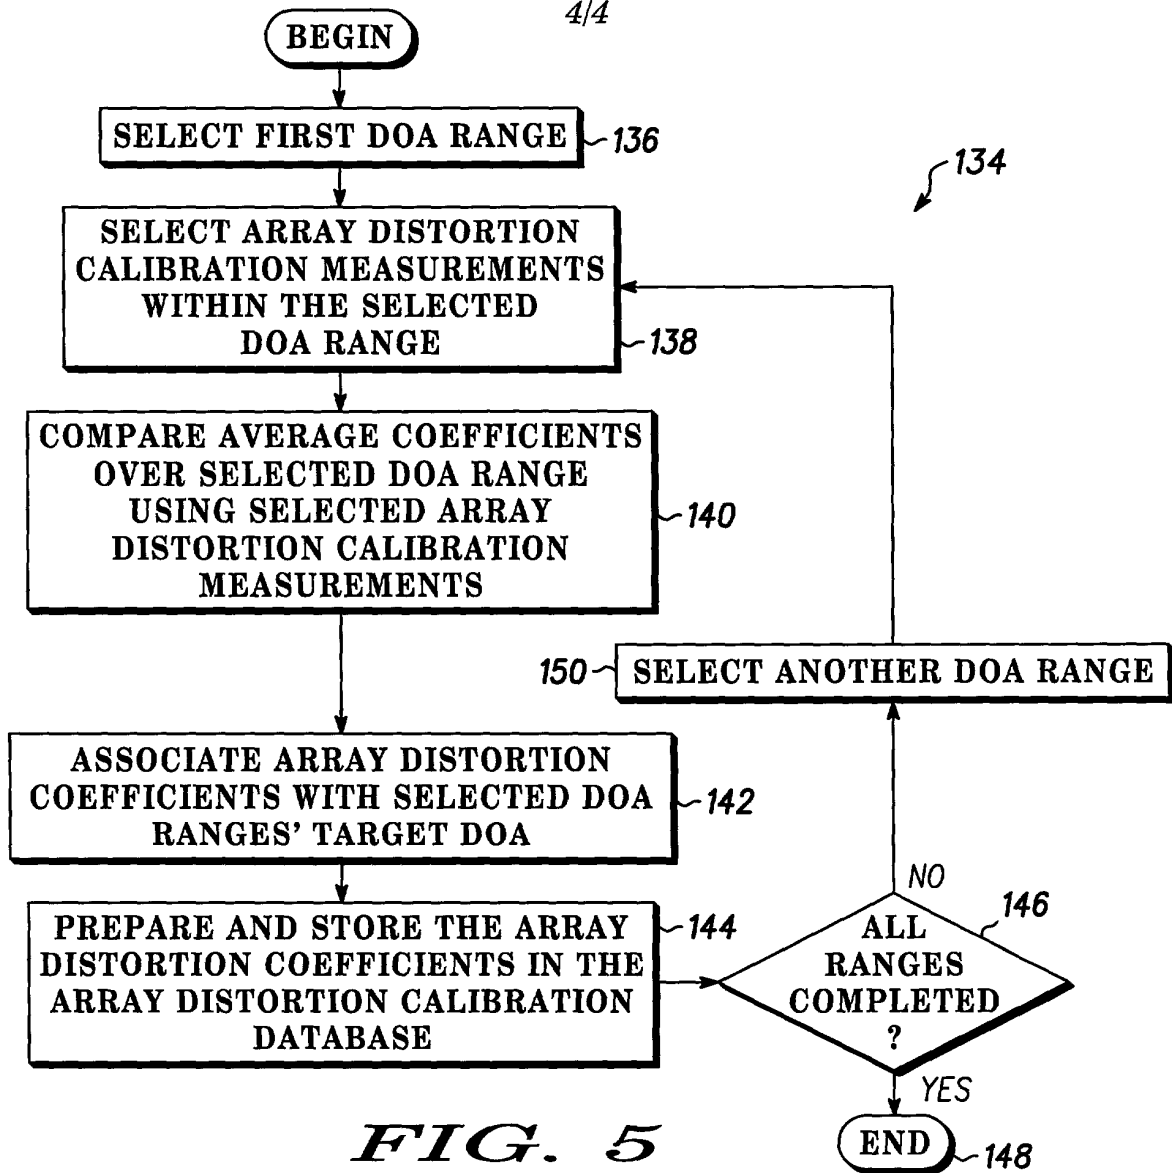 4/4
BEGIN
SELECT FIRST DOA RANGE
136
134
SELECT ARRAY DISTORTION
CALIBRATION MEASUREMENTS
WITHIN THE SELECTED
DOA RANGE
138
COMPARE AVERAGE COEFFICIENTS
OVER SELECTED DOA RANGE
USING SELECTED ARRAY
DISTORTION CALIBRATION
MEASUREMENTS
140
150
SELECT ANOTHER DOA RANGE
ASSOCIATE ARRAY DISTORTION
COEFFICIENTS WITH SELECTED DOA
RANGES' TARGET DOA
142
PREPARE AND STORE THE ARRAY
DISTORTION COEFFICIENTS IN THE
ARRAY DISTORTION CALIBRATION
DATABASE
144
NO
146
ALL
RANGES
COMPLETED
?
YES
END
148
FIG. 5